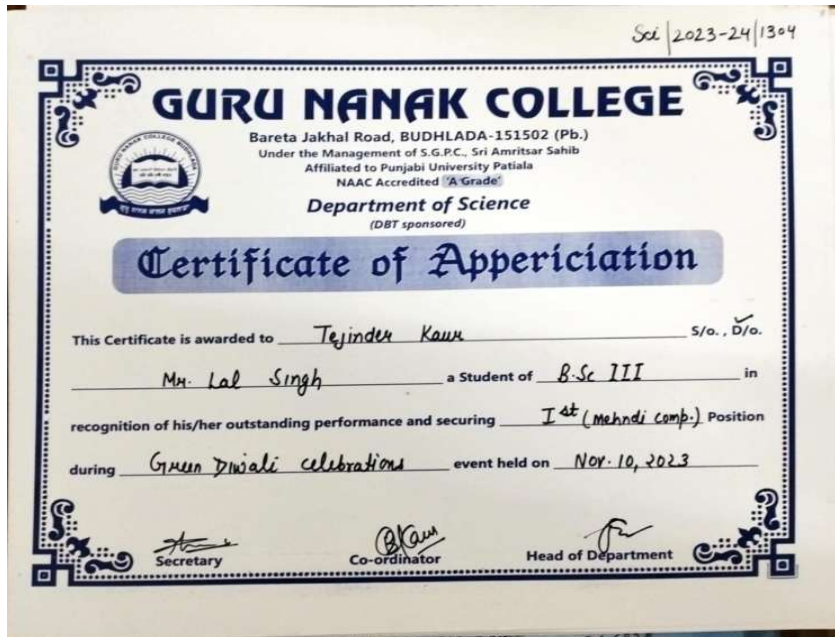 Sci/2023-24/1304
GURU NANAK COLLEGE
Bareta Jakhal Road, BUDHLADA-151502 (Pb.)
Under the Management of S.G.P.C., Sri Amritsar Sahib
Affiliated to Punjabi University Patiala
NAAC Accredited 'A Grade'
GURU NANAK COLLEGE BUDHLADA
Department of Science
(DBT sponsored)
Certificate of Appericiation
This Certificate is awarded to Tejinder Kaur S/o., D/o.
Mr. Lal Singh a Student of B.Sc III in
recognition of his/her outstanding performance and securing Ist (mehndi comp.) Position
during Green Diwali celebrations event held on Nov. 10, 2023
Secretary Co-ordinator Head of Department